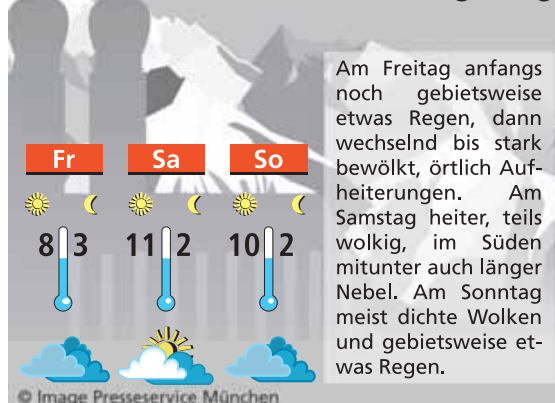 Fr Sa So
8 3 11 2 10 2
Am Freitag anfangs
noch gebietsweise
etwas Regen, dann
wechselnd bis stark
bewölkt, örtlich Auf-
heiterungen. Am
Samstag heiter, teils
wolkig, im Süden
mitunter auch länger
Nebel. Am Sonntag
meist dichte Wolken
und gebietsweise et-
was Regen.
© Image Presseservice München